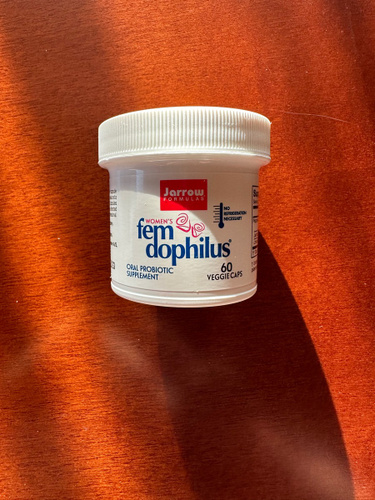 Jarrow
FORMULAS
NO
REFRIGERATION
NECESSARY
WOMEN'S
fem
dophilus®
ORAL PROBIOTIC
SUPPLEMENT
60
VEGGIE CAPS